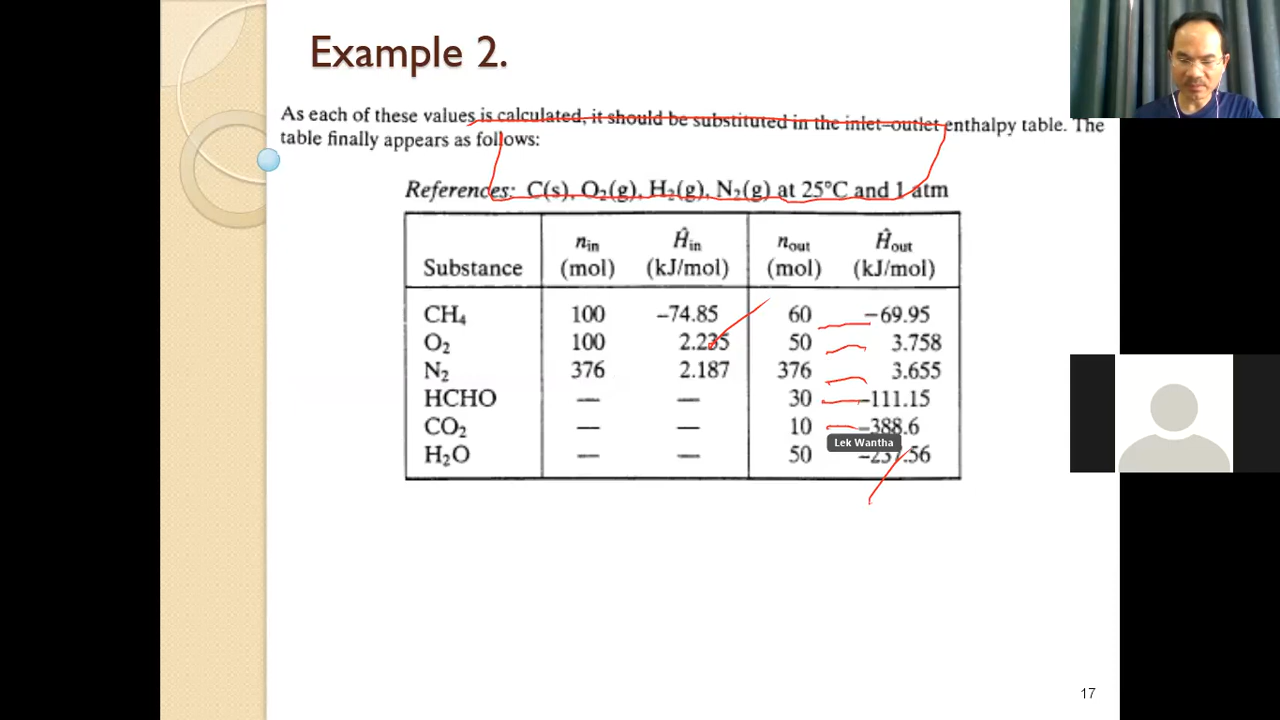 Example 2.
As each of these values is calculated, it should be substituted in the inlet–outlet enthalpy table. The
table finally appears as follows:
References: C(s), O₂(g), H₂(g), N₂(g) at 25°C and 1 atm
Substance n_in (mol) Ĥ_in (kJ/mol) n_out (mol) Ĥ_out (kJ/mol)
CH₄ 100 −74.85 60 −69.95
O₂ 100 2.235 50 3.758
N₂ 376 2.187 376 3.655
HCHO — — 30 −111.15
CO₂ — — 10 −388.6
Lek Wantha
H₂O — — 50 −237.56
17